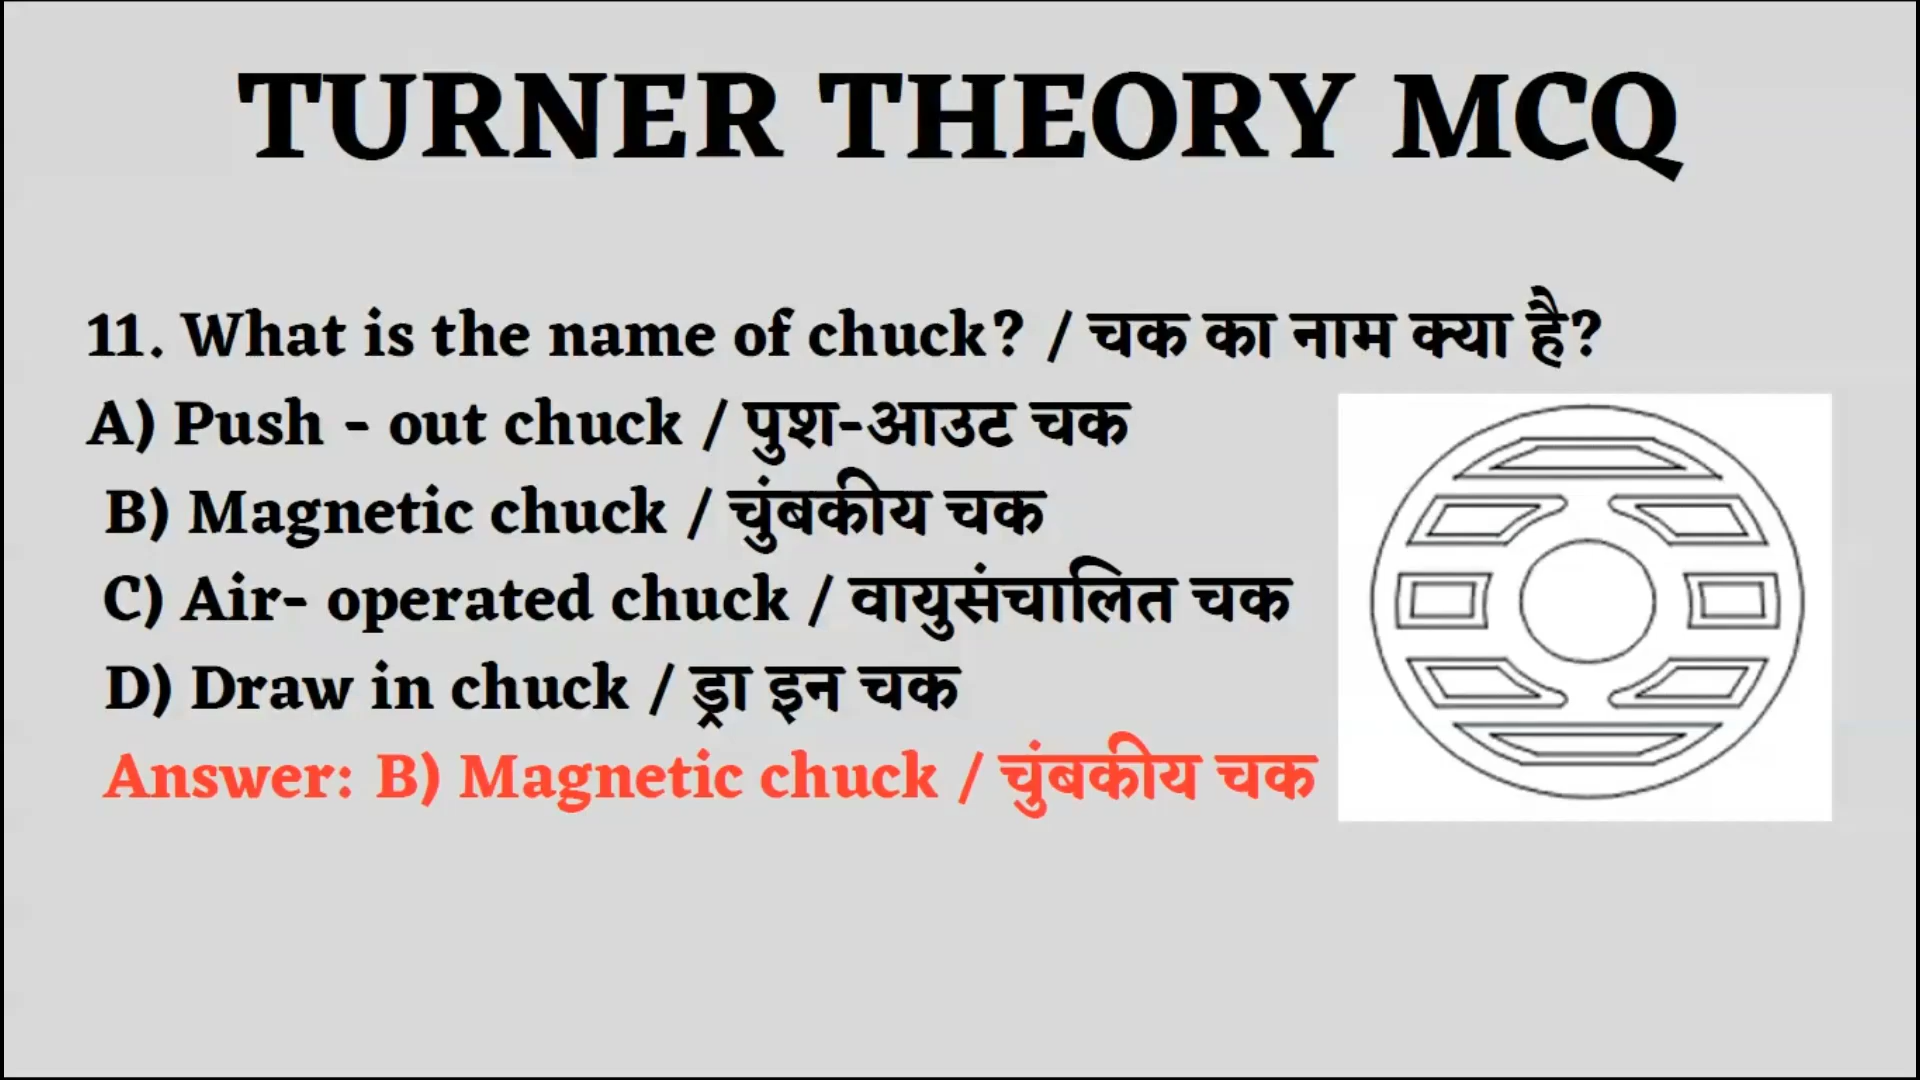 TURNER THEORY MCQ
11. What is the name of chuck? / चक का नाम क्या है?
A) Push - out chuck / पुश-आउट चक
B) Magnetic chuck / चुंबकीय चक
C) Air- operated chuck / वायुसंचालित चक
D) Draw in chuck / ड्रा इन चक
Answer: B) Magnetic chuck / चुंबकीय चक